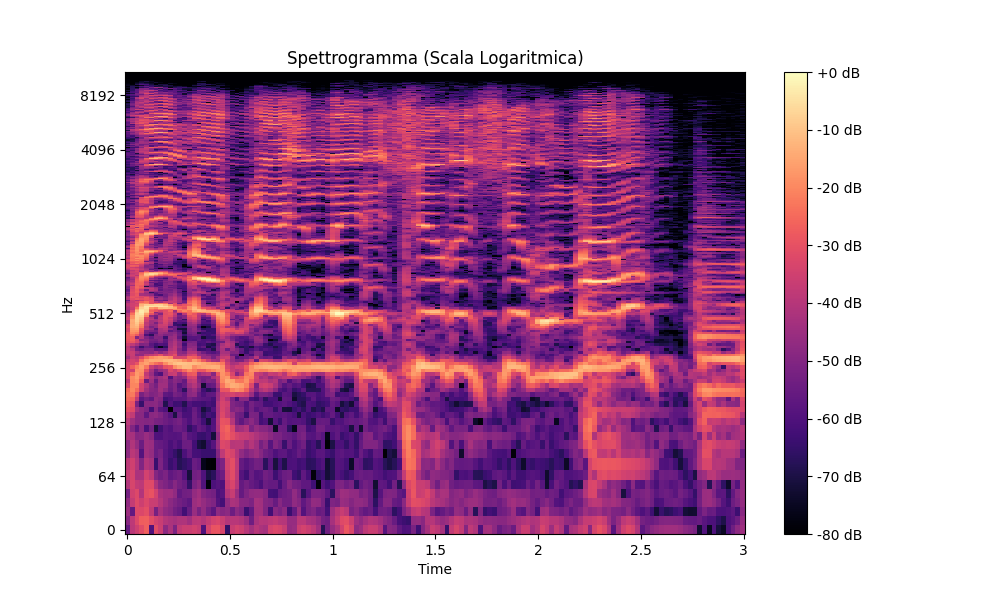 Spettrogramma (Scala Logaritmica)
Hz
8192
4096
2048
1024
512
256
128
64
0
0
0.5
1
1.5
2
2.5
3
Time
+0 dB
-10 dB
-20 dB
-30 dB
-40 dB
-50 dB
-60 dB
-70 dB
-80 dB